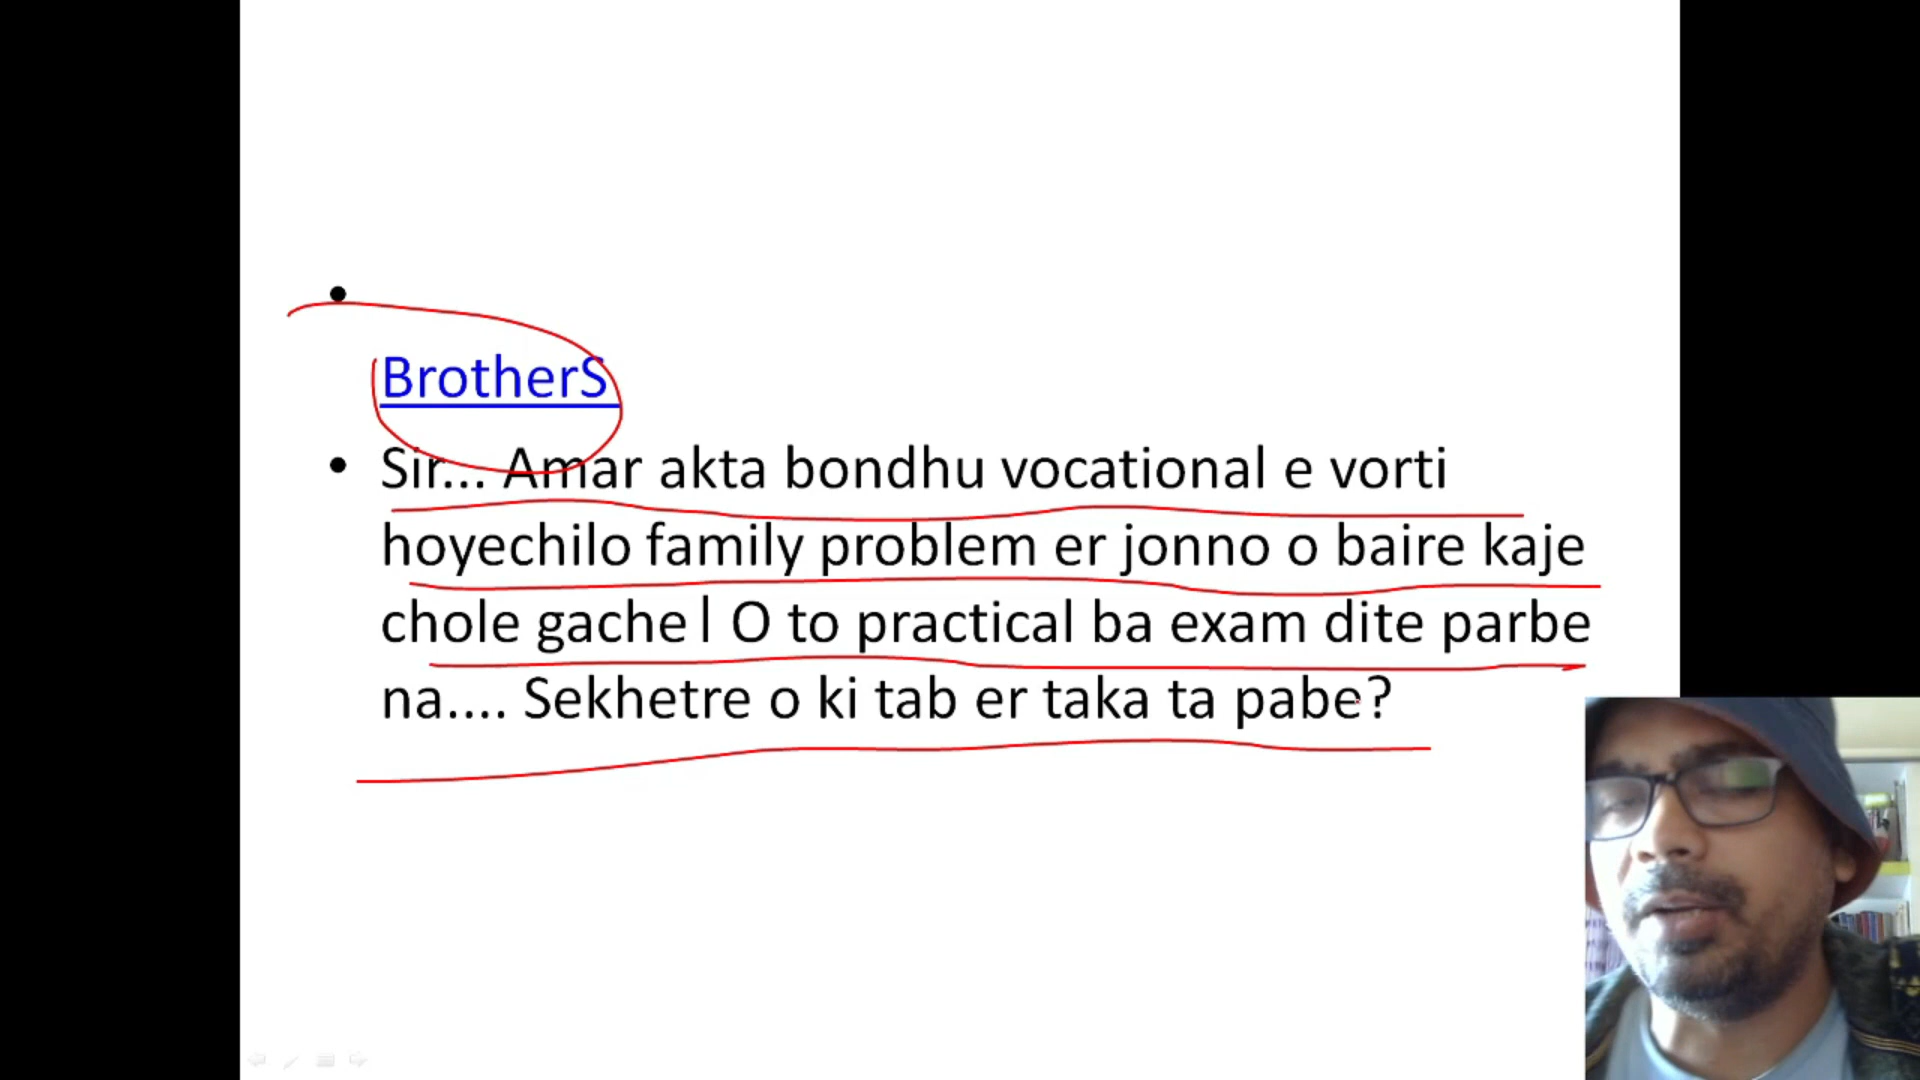 BrotherS
Sir... Amar akta bondhu vocational e vorti
hoyechilo family problem er jonno o baire kaje
chole gache| O to practical ba exam dite parbe
na.... Sekhetre o ki tab er taka ta pabe?